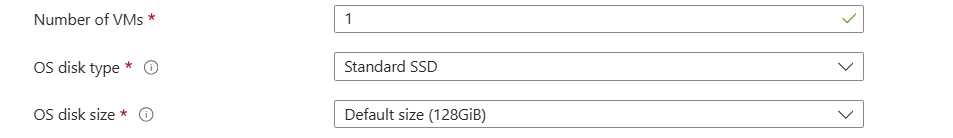 Number of VMs * 1
OS disk type * Standard SSD
OS disk size * Default size (128GiB)